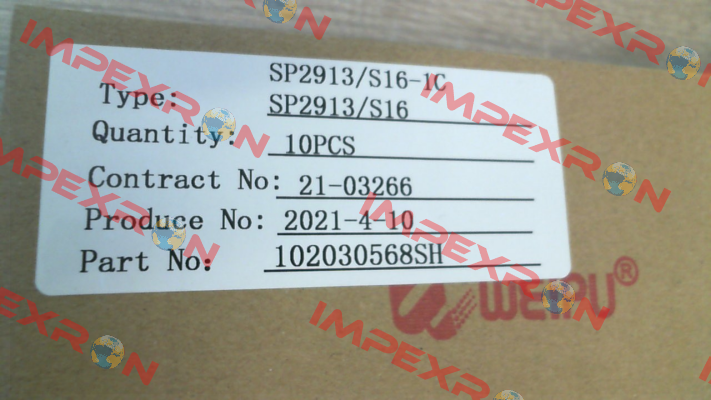 SP2913/S16-1C
Type: SP2913/S16
Quantity: 10PCS
Contract No: 21-03266
Produce No: 2021-4-10
Part No: 102030568SH
WEIPU®
IMPEXRON
IMPEXRON
IMPEXRON
IMPEXRON
IMPEXRON
IMPEXRON
IMPEXRON